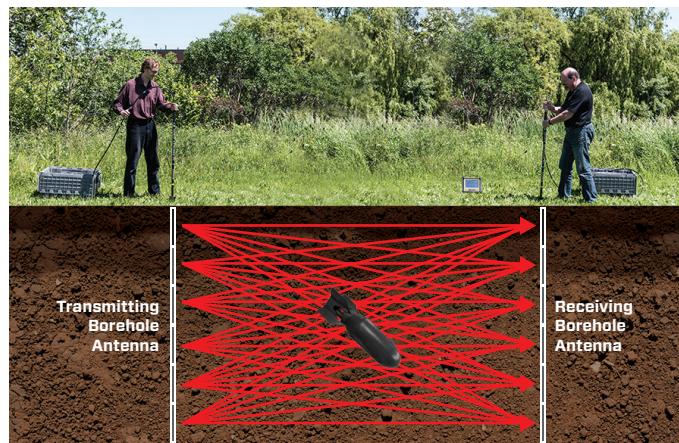 Transmitting
Borehole
Antenna
Receiving
Borehole
Antenna